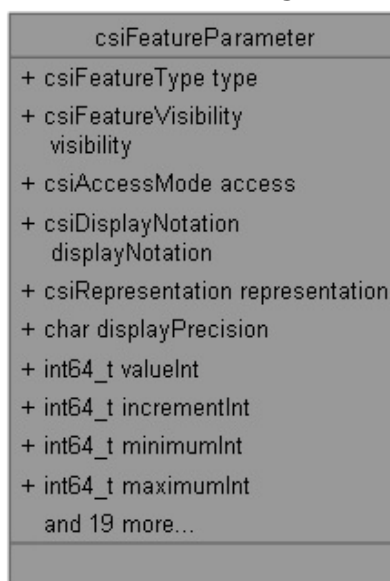 csiFeatureParameter
+ csiFeatureType type
+ csiFeatureVisibility
visibility
+ csiAccessMode access
+ csiDisplayNotation
displayNotation
+ csiRepresentation representation
+ char displayPrecision
+ int64_t valueInt
+ int64_t incrementInt
+ int64_t minimumInt
+ int64_t maximumInt
and 19 more...